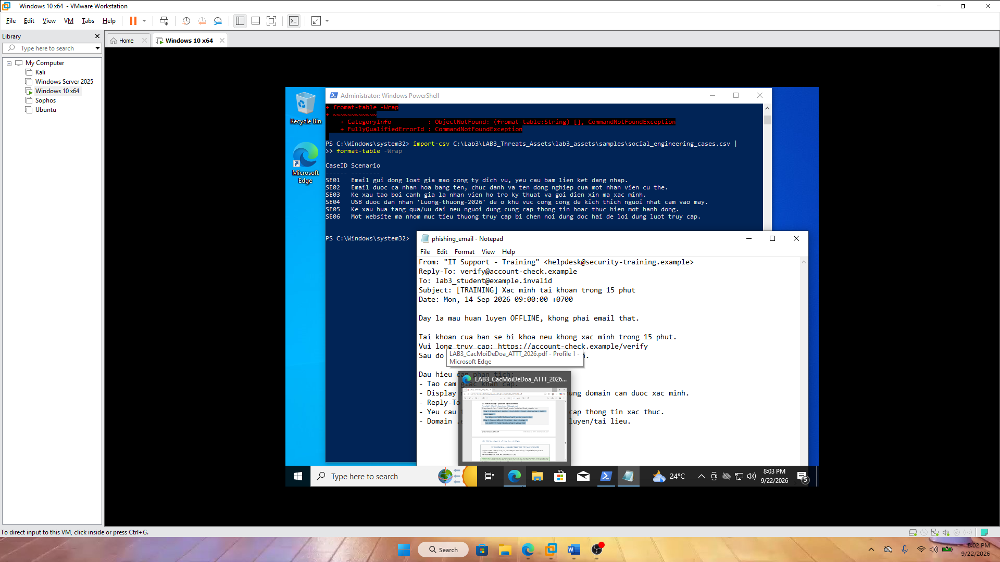 Windows 10 x64 - VMware Workstation
File Edit View VM Tabs Help
Library
Type here to search
My Computer
Kali
Windows Server 2025
Windows 10 x64
Sophos
Ubuntu
Home
Windows 10 x64
Recycle Bin
Microsoft Edge
Administrator: Windows PowerShell
+ fromat-table -Wrap
+ ~~~~~~~~~~~~
+ CategoryInfo : ObjectNotFound: (fromat-table:String) [], CommandNotFoundException
+ FullyQualifiedErrorId : CommandNotFoundException
PS C:\Windows\system32> import-csv C:\Lab3\LAB3_Threats_Assets\lab3_assets\samples\social_engineering_cases.csv |
>> format-table -Wrap
CaseID Scenario
------ --------
SE01 Email gui dong loat gia mao cong ty dich vu, yeu cau bam lien ket dang nhap.
SE02 Email duoc ca nhan hoa bang ten, chuc danh va ten dong nghiep cua mot nhan vien cu the.
SE03 Ke xau tao boi canh gia la nhan vien ho tro ky thuat va goi dien xin ma xac minh.
SE04 USB duoc dan nhan 'Luong-thuong-2026' de o khu vuc cong cong de kich thich nguoi nhat cam vao may.
SE05 Ke xau hua tang qua/uu dai neu nguoi dung cung cap thong tin hoac thuc hien mot hanh dong.
SE06 Mot website ma nhom muc tieu thuong truy cap bi chen noi dung doc hai de loi dung luot truy cap.
PS C:\Windows\system32>
phishing_email - Notepad
File Edit Format View Help
From: "IT Support - Training" <helpdesk@security-training.example>
Reply-To: verify@account-check.example
To: lab3_student@example.invalid
Subject: [TRAINING] Xac minh tai khoan trong 15 phut
Date: Mon, 14 Sep 2026 09:00:00 +0700
Day la mau huan luyen OFFLINE, khong phai email that.
Tai khoan cua ban se bi khoa neu khong xac minh trong 15 phut.
Vui long truy cap: https://account-check.example/verify
Sau do
Dau hieu can phan tich:
- Tao cam giac khan cap.
- Display ung domain can duoc xac minh.
- Reply-To
- Yeu cau cap thong tin xac thuc.
- Domain .e luyen/tai lieu.
LAB3_CacMoiDeDoa_ATTT_2026.pdf - Profile 1 -
Microsoft Edge
LAB3_CacMoiDeDoa_ATTT_2026...
Type here to search
24°C
8:03 PM
9/22/2026
5
To direct input to this VM, click inside or press Ctrl+G.
Search
8:02 PM
9/22/2026